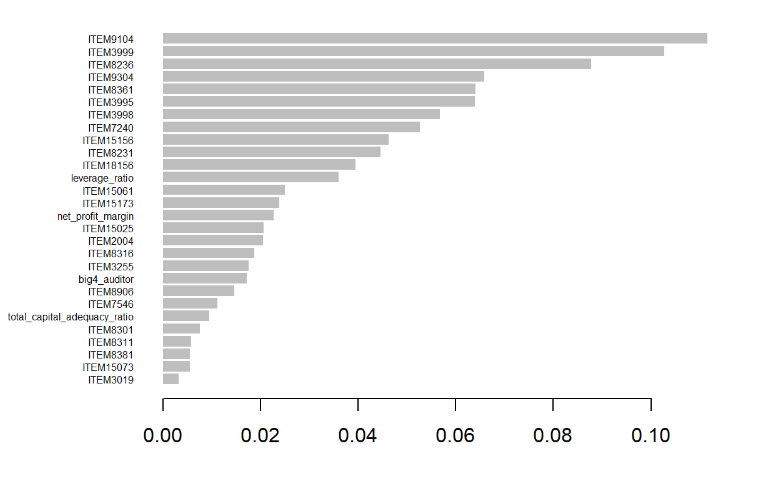 ITEM9104
ITEM3999
ITEM8236
ITEM9304
ITEM8361
ITEM3995
ITEM3998
ITEM7240
ITEM15156
ITEM8231
ITEM18156
leverage_ratio
ITEM15061
ITEM15173
net_profit_margin
ITEM15025
ITEM2004
ITEM8316
ITEM3255
big4_auditor
ITEM8906
ITEM7546
total_capital_adequacy_ratio
ITEM8301
ITEM8311
ITEM8381
ITEM15073
ITEM3019
0.00 0.02 0.04 0.06 0.08 0.10